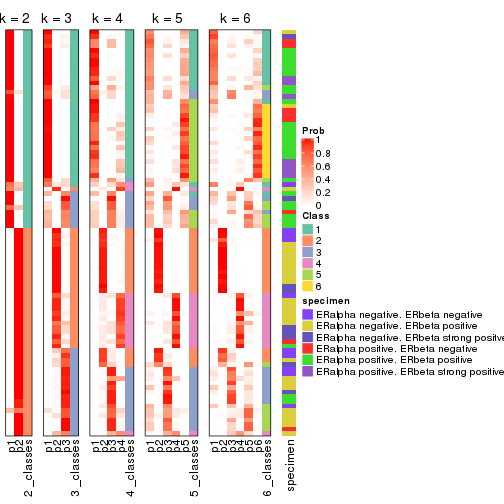 k = 2
k = 3
k = 4
k = 5
k = 6
Prob
1
0.8
0.6
0.4
0.2
0
Class
1
2
3
4
5
6
specimen
ERalpha negative. ERbeta negative
ERalpha negative. ERbeta positive
ERalpha negative. ERbeta strong positive
ERalpha positive. ERbeta negative
ERalpha positive. ERbeta positive
ERalpha positive. ERbeta strong positive
p1
p2
2_classes
p1
p2
p3
3_classes
p1
p2
p3
p4
4_classes
p1
p2
p3
p4
p5
5_classes
p1
p2
p3
p4
p5
p6
6_classes
specimen